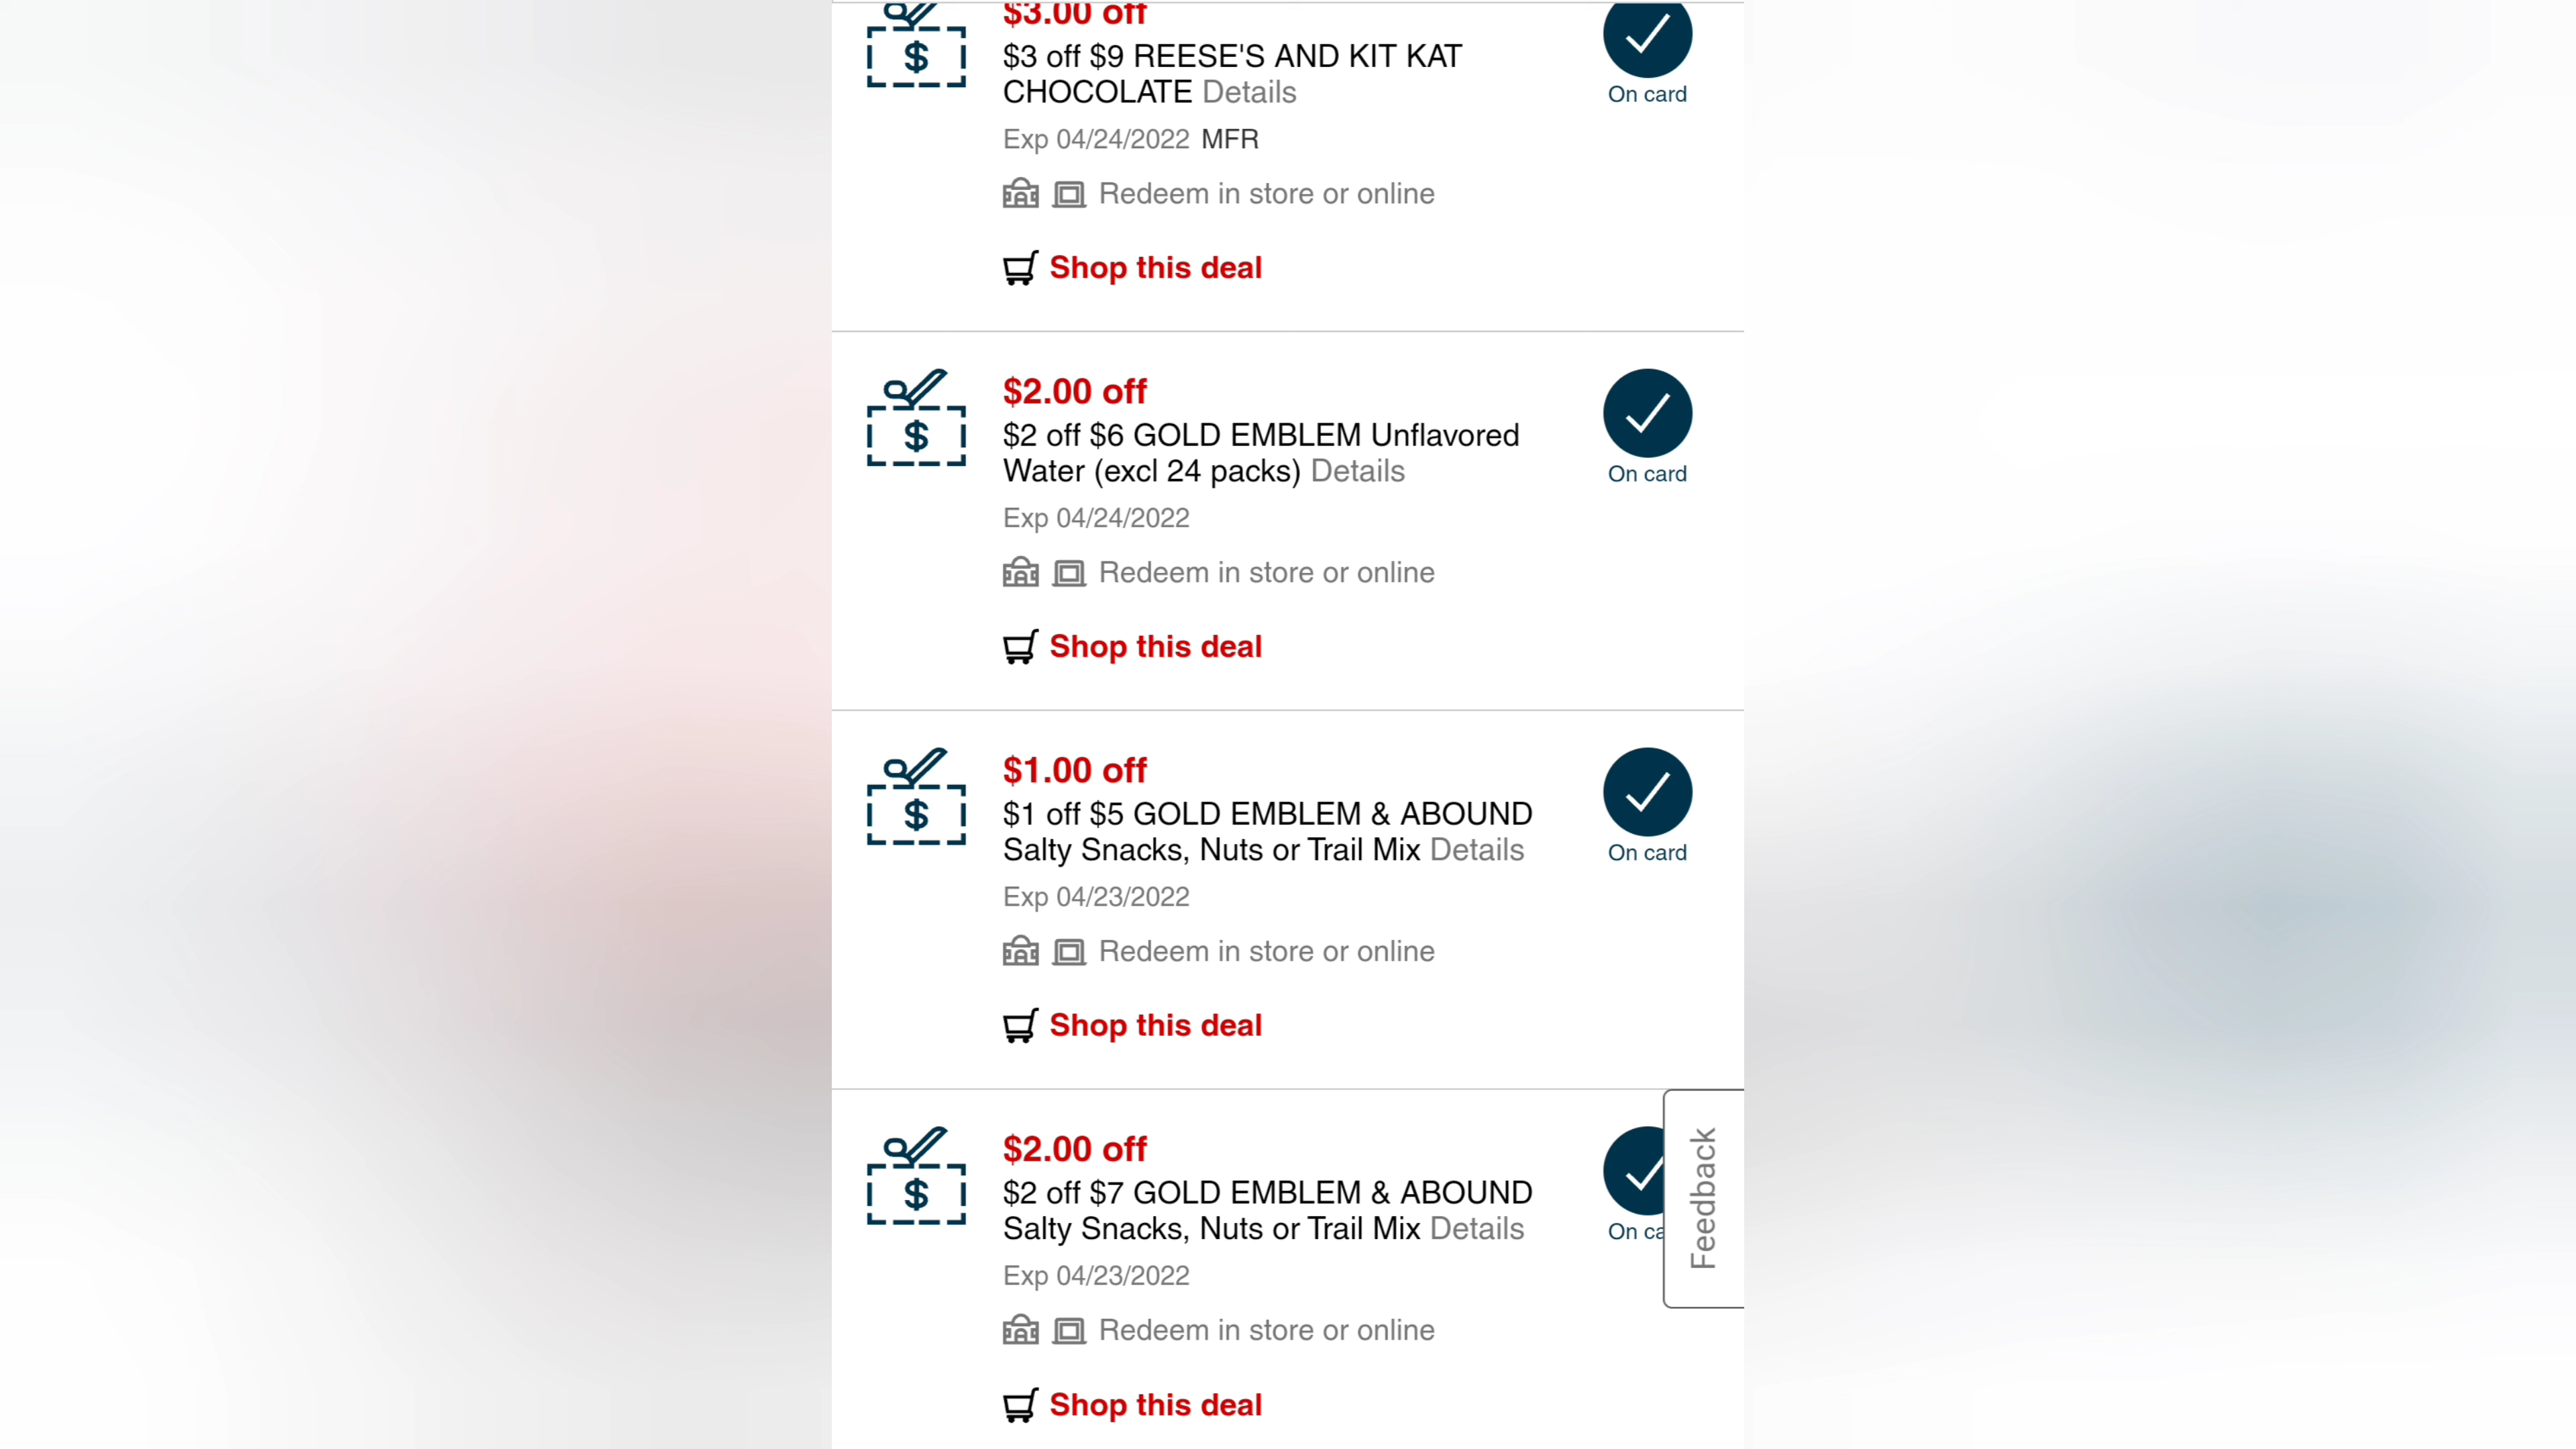 $3.00 off
$3 off $9 REESE'S AND KIT KAT
CHOCOLATE Details
On card
Exp 04/24/2022 MFR
Redeem in store or online
Shop this deal
$2.00 off
$2 off $6 GOLD EMBLEM Unflavored
Water (excl 24 packs) Details
On card
Exp 04/24/2022
Redeem in store or online
Shop this deal
$1.00 off
$1 off $5 GOLD EMBLEM & ABOUND
Salty Snacks, Nuts or Trail Mix Details
On card
Exp 04/23/2022
Redeem in store or online
Shop this deal
$2.00 off
$2 off $7 GOLD EMBLEM & ABOUND
Salty Snacks, Nuts or Trail Mix Details
On ca
Feedback
Exp 04/23/2022
Redeem in store or online
Shop this deal